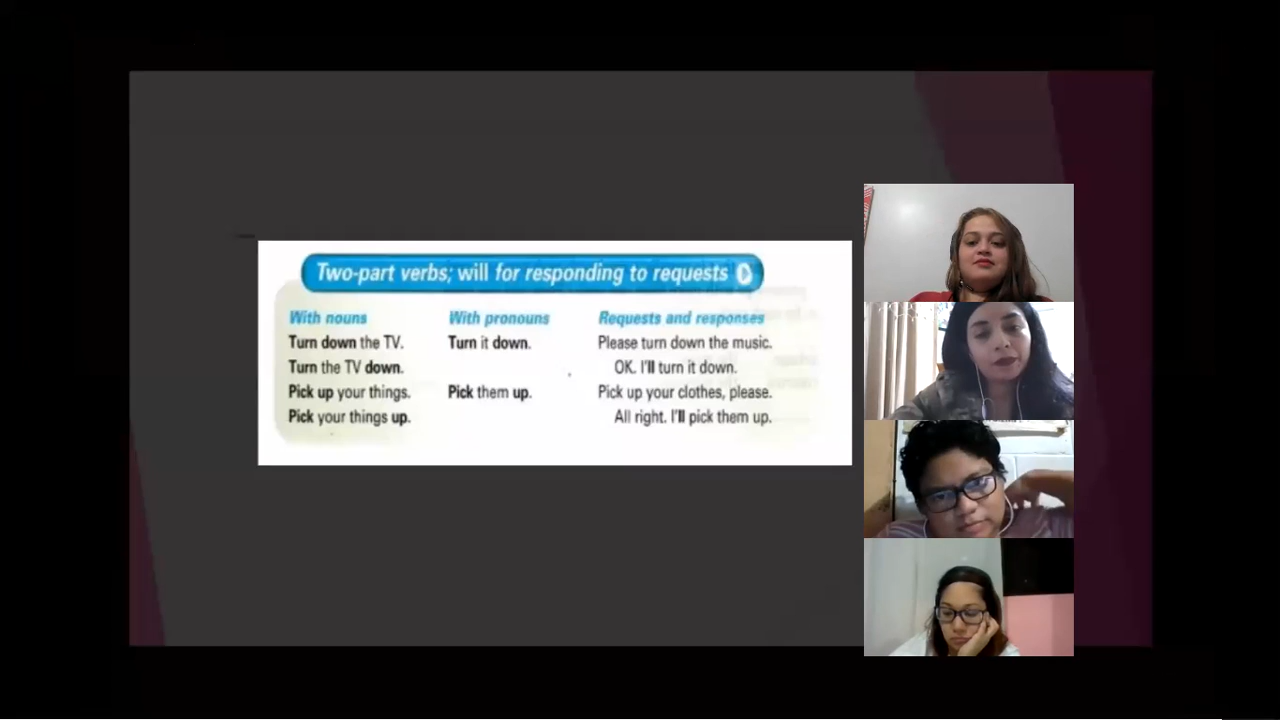 Two-part verbs; will for responding to requests
With nouns With pronouns Requests and responses
Turn down the TV. Turn it down. Please turn down the music.
Turn the TV down. OK. I'll turn it down.
Pick up your things. Pick them up. Pick up your clothes, please.
Pick your things up. All right. I'll pick them up.